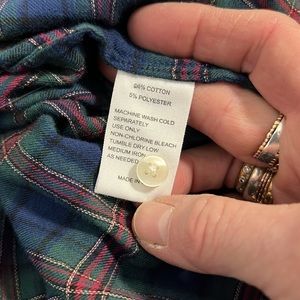 96% COTTON
5% POLYESTER
MACHINE WASH COLD
SEPARATELY
USE ONLY
NON-CHLORINE BLEACH
TUMBLE DRY LOW
MEDIUM IRON
AS NEEDED
MADE IN